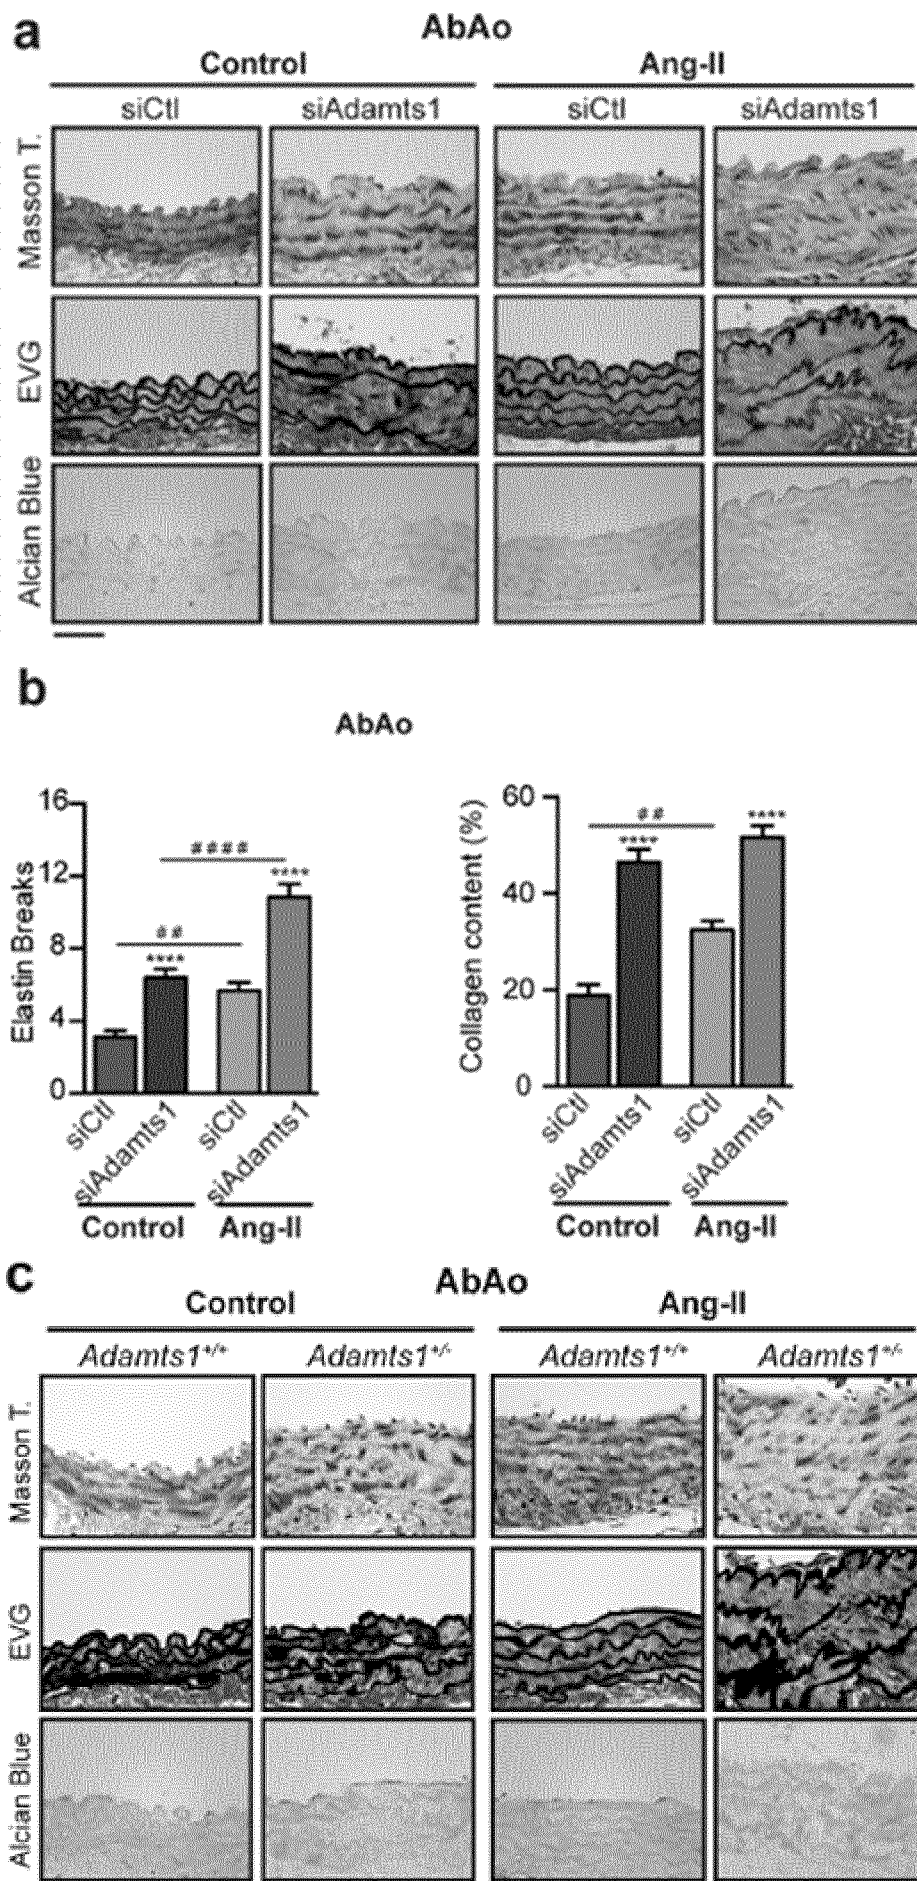 a
AbAo
Control
Ang-II
siCtl
siAdamts1
siCtl
siAdamts1
Masson T.
EVG
Alcian Blue
b
AbAo
Elastin Breaks
16
12
8
4
0
##
****
####
****
siCtl
siAdamts1
siCtl
siAdamts1
Control
Ang-II
Collagen content (%)
60
40
20
0
##
****
****
siCtl
siAdamts1
siCtl
siAdamts1
Control
Ang-II
c
AbAo
Control
Ang-II
Adamts1+/+
Adamts1+/-
Adamts1+/+
Adamts1+/-
Masson T.
EVG
Alcian Blue